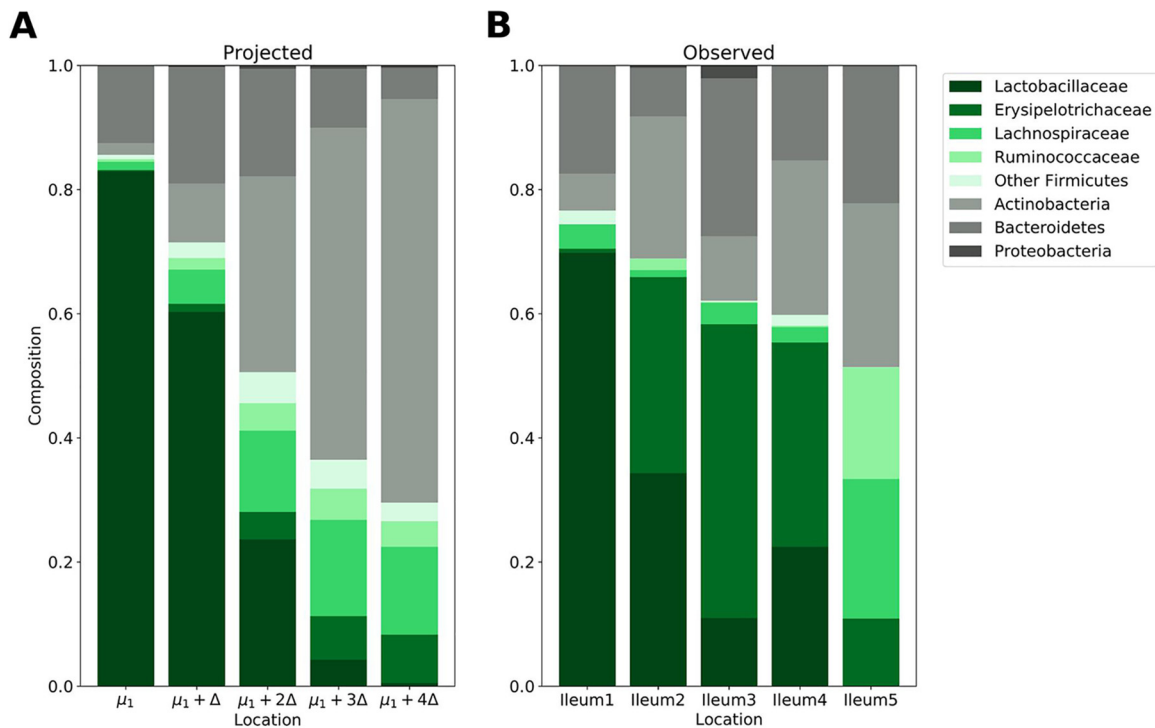 A
B
Projected
Observed
1.0
0.8
0.6
0.4
0.2
0.0
Composition
μ₁
μ₁ + Δ
μ₁ + 2Δ
μ₁ + 3Δ
μ₁ + 4Δ
Location
1.0
0.8
0.6
0.4
0.2
0.0
Ileum1
Ileum2
Ileum3
Ileum4
Ileum5
Location
Lactobacillaceae
Erysipelotrichaceae
Lachnospiraceae
Ruminococcaceae
Other Firmicutes
Actinobacteria
Bacteroidetes
Proteobacteria